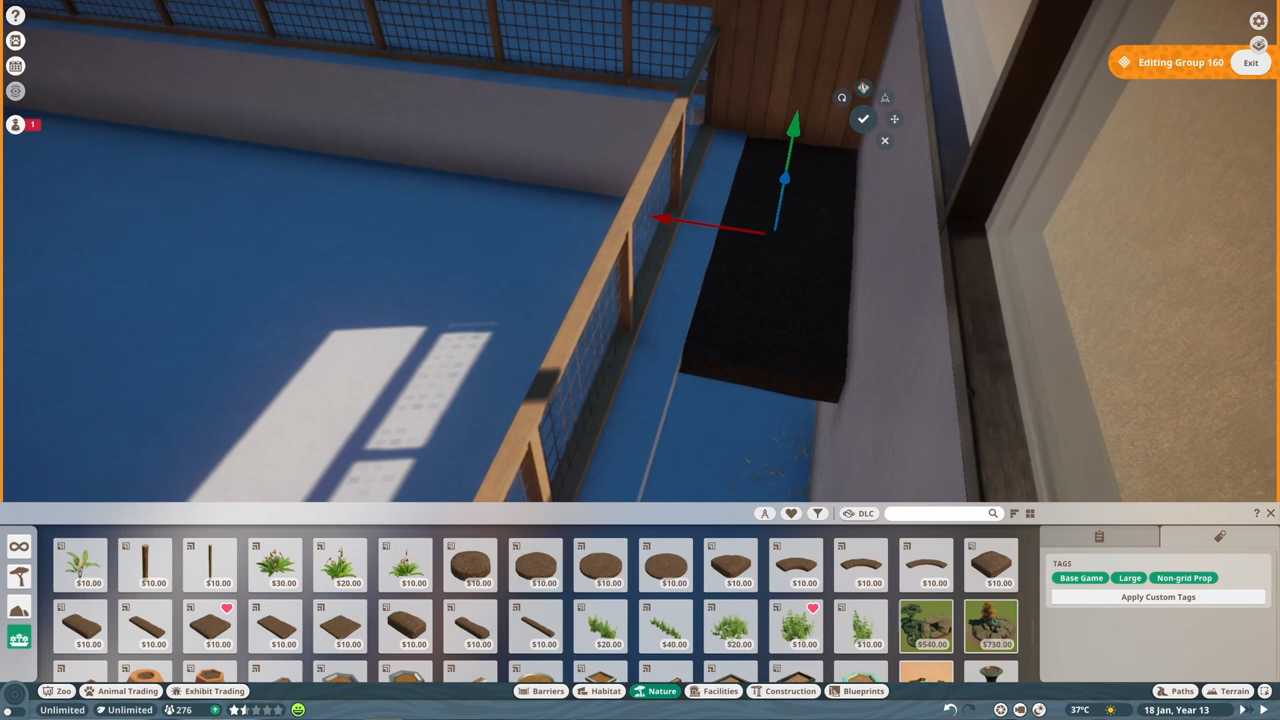 ?
Editing Group 160
Exit
1
DLC
?
$10.00 $10.00 $10.00 $30.00 $20.00 $10.00 $10.00 $10.00 $10.00 $10.00 $10.00 $10.00 $10.00 $10.00 $10.00
$10.00 $10.00 $10.00 $10.00 $10.00 $10.00 $10.00 $10.00 $20.00 $40.00 $20.00 $10.00 $10.00 $540.00 $730.00
TAGS
Base Game Large Non-grid Prop
Apply Custom Tags
Zoo Animal Trading Exhibit Trading Barriers Habitat Nature Facilities Construction Blueprints Paths Terrain
Unlimited Unlimited 276 37°C 18 Jan, Year 13